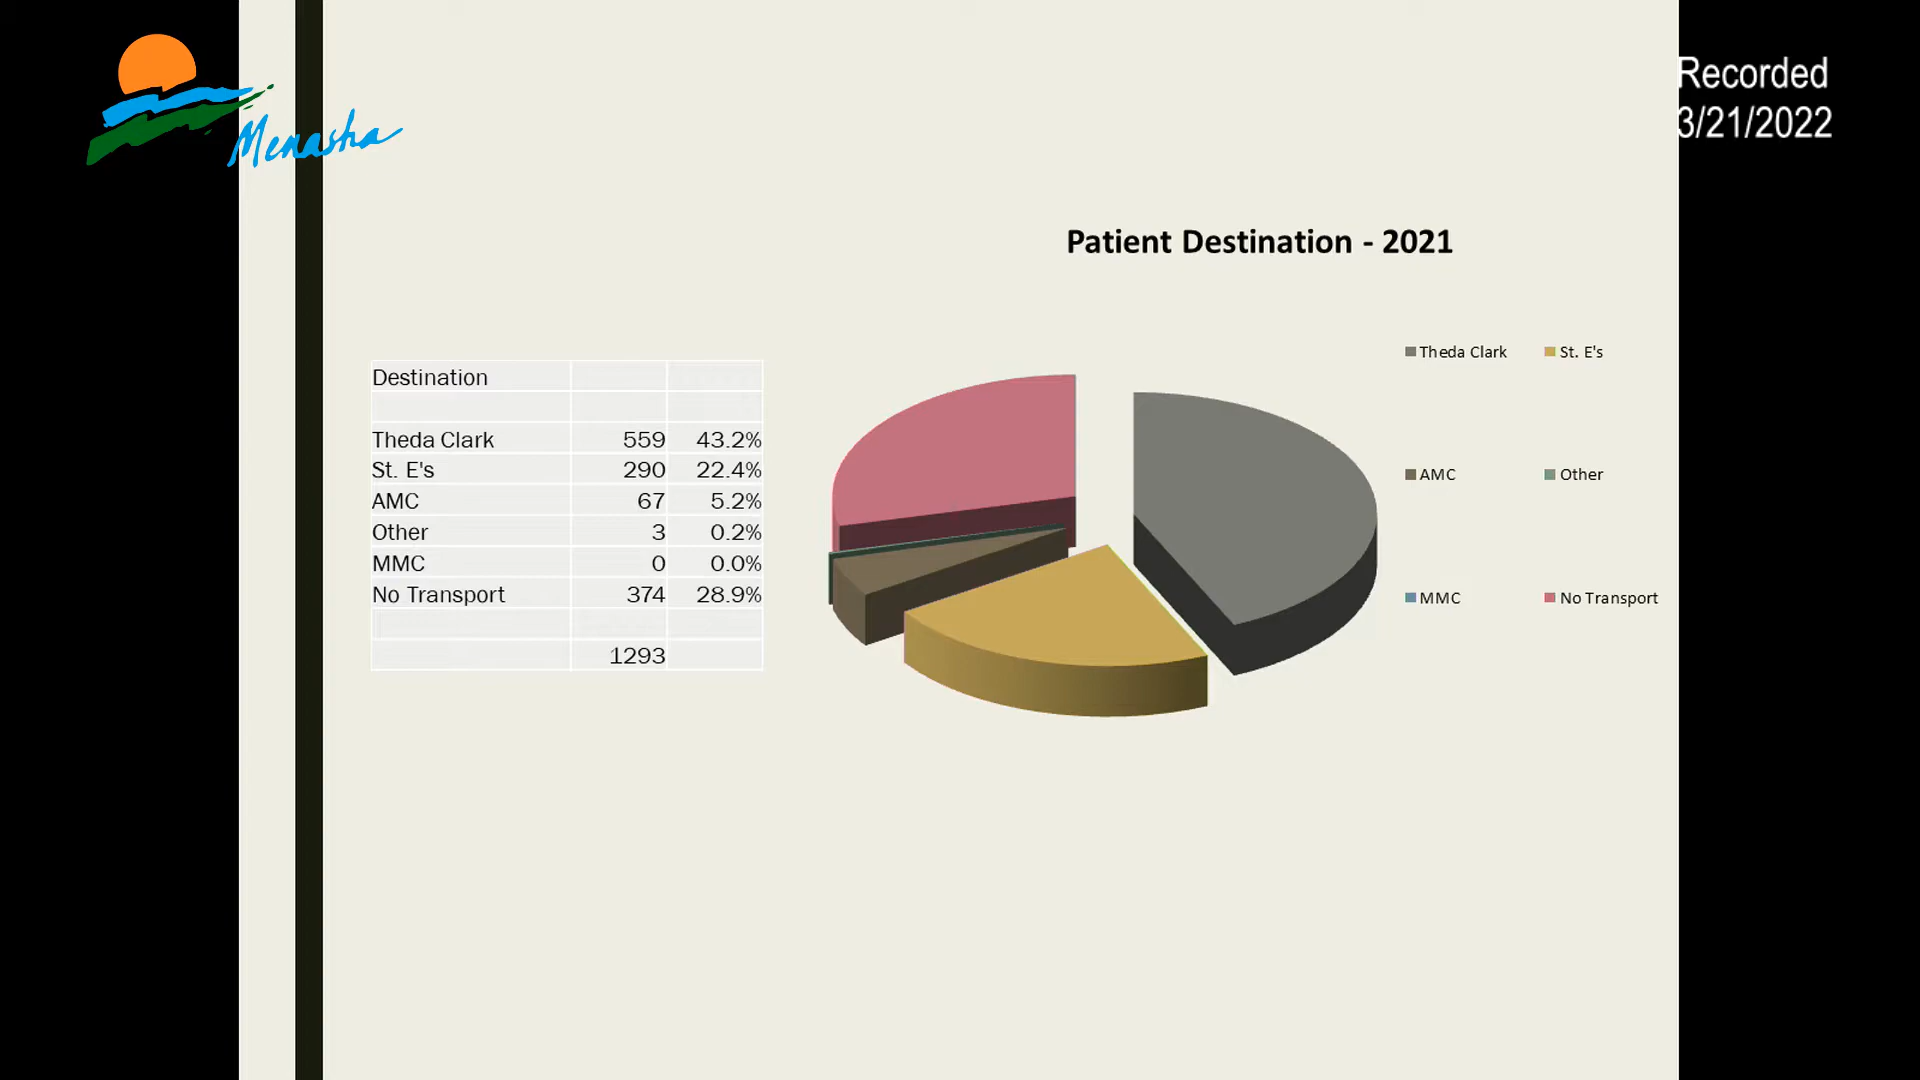 Menasha
Recorded
3/21/2022
Patient Destination - 2021
Destination
Theda Clark 559 43.2%
St. E's 290 22.4%
AMC 67 5.2%
Other 3 0.2%
MMC 0 0.0%
No Transport 374 28.9%
1293
Theda Clark St. E's
AMC Other
MMC No Transport